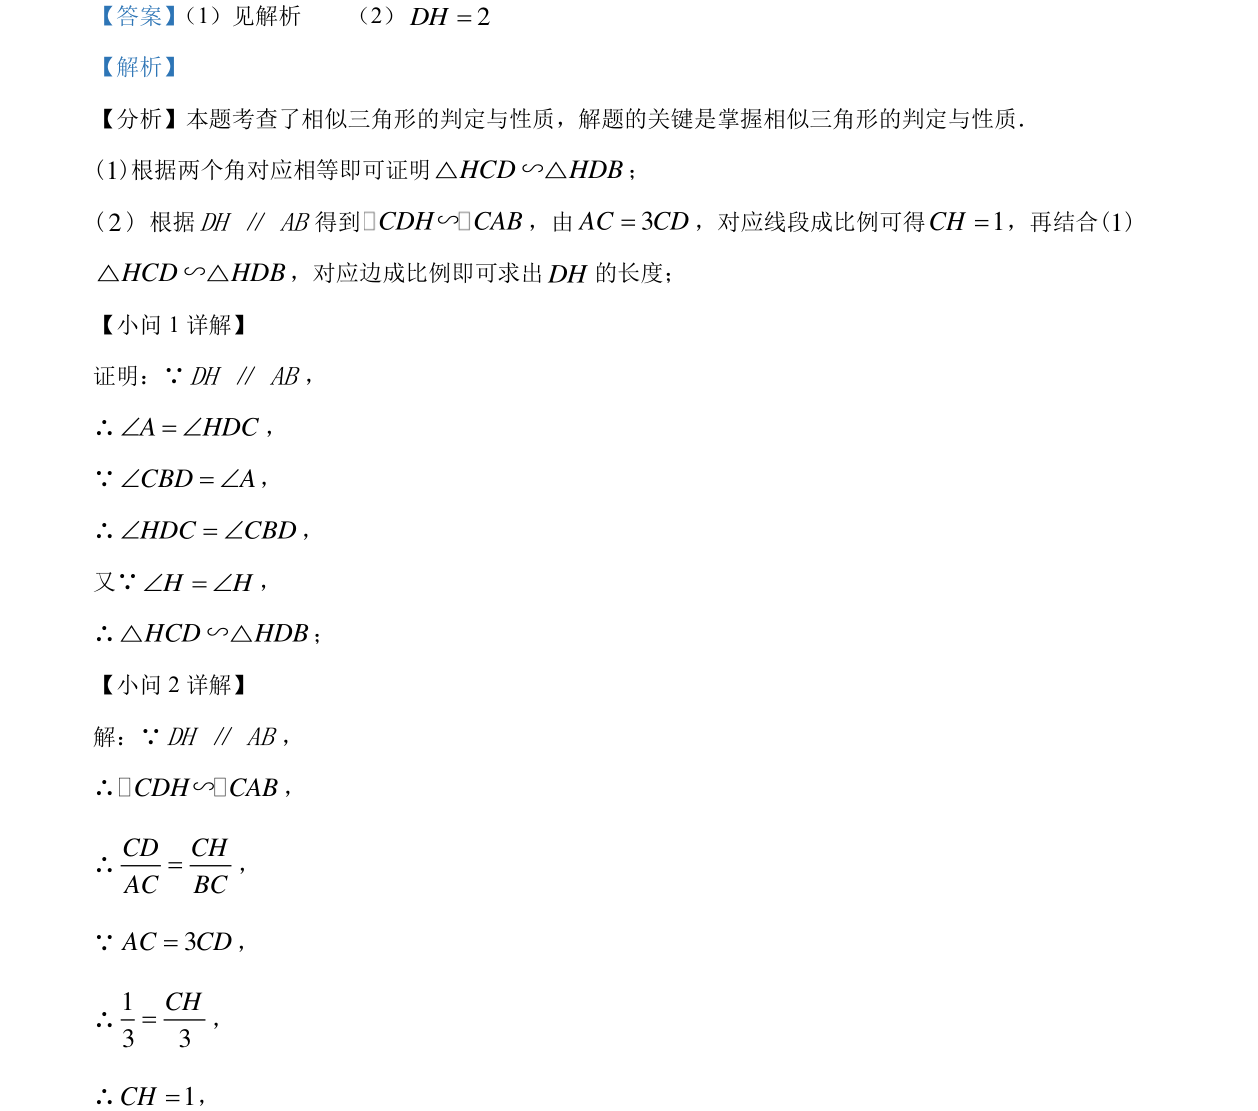 【答案】（1）见解析　　（2）DH = 2
【解析】
【分析】本题考查了相似三角形的判定与性质，解题的关键是掌握相似三角形的判定与性质．
(1)根据两个角对应相等即可证明△HCD∽△HDB；
（2）根据 DH ∥ AB 得到□CDH∽□CAB，由 AC = 3CD，对应线段成比例可得 CH = 1，再结合(1)
△HCD∽△HDB，对应边成比例即可求出 DH 的长度；
【小问 1 详解】
证明：∵ DH ∥ AB，
∴ ∠A = ∠HDC，
∵ ∠CBD = ∠A，
∴ ∠HDC = ∠CBD，
又∵ ∠H = ∠H，
∴ △HCD∽△HDB；
【小问 2 详解】
解：∵ DH ∥ AB，
∴□CDH∽□CAB，
∴ CD/AC = CH/BC，
∵ AC = 3CD，
∴ 1/3 = CH/3，
∴ CH = 1，